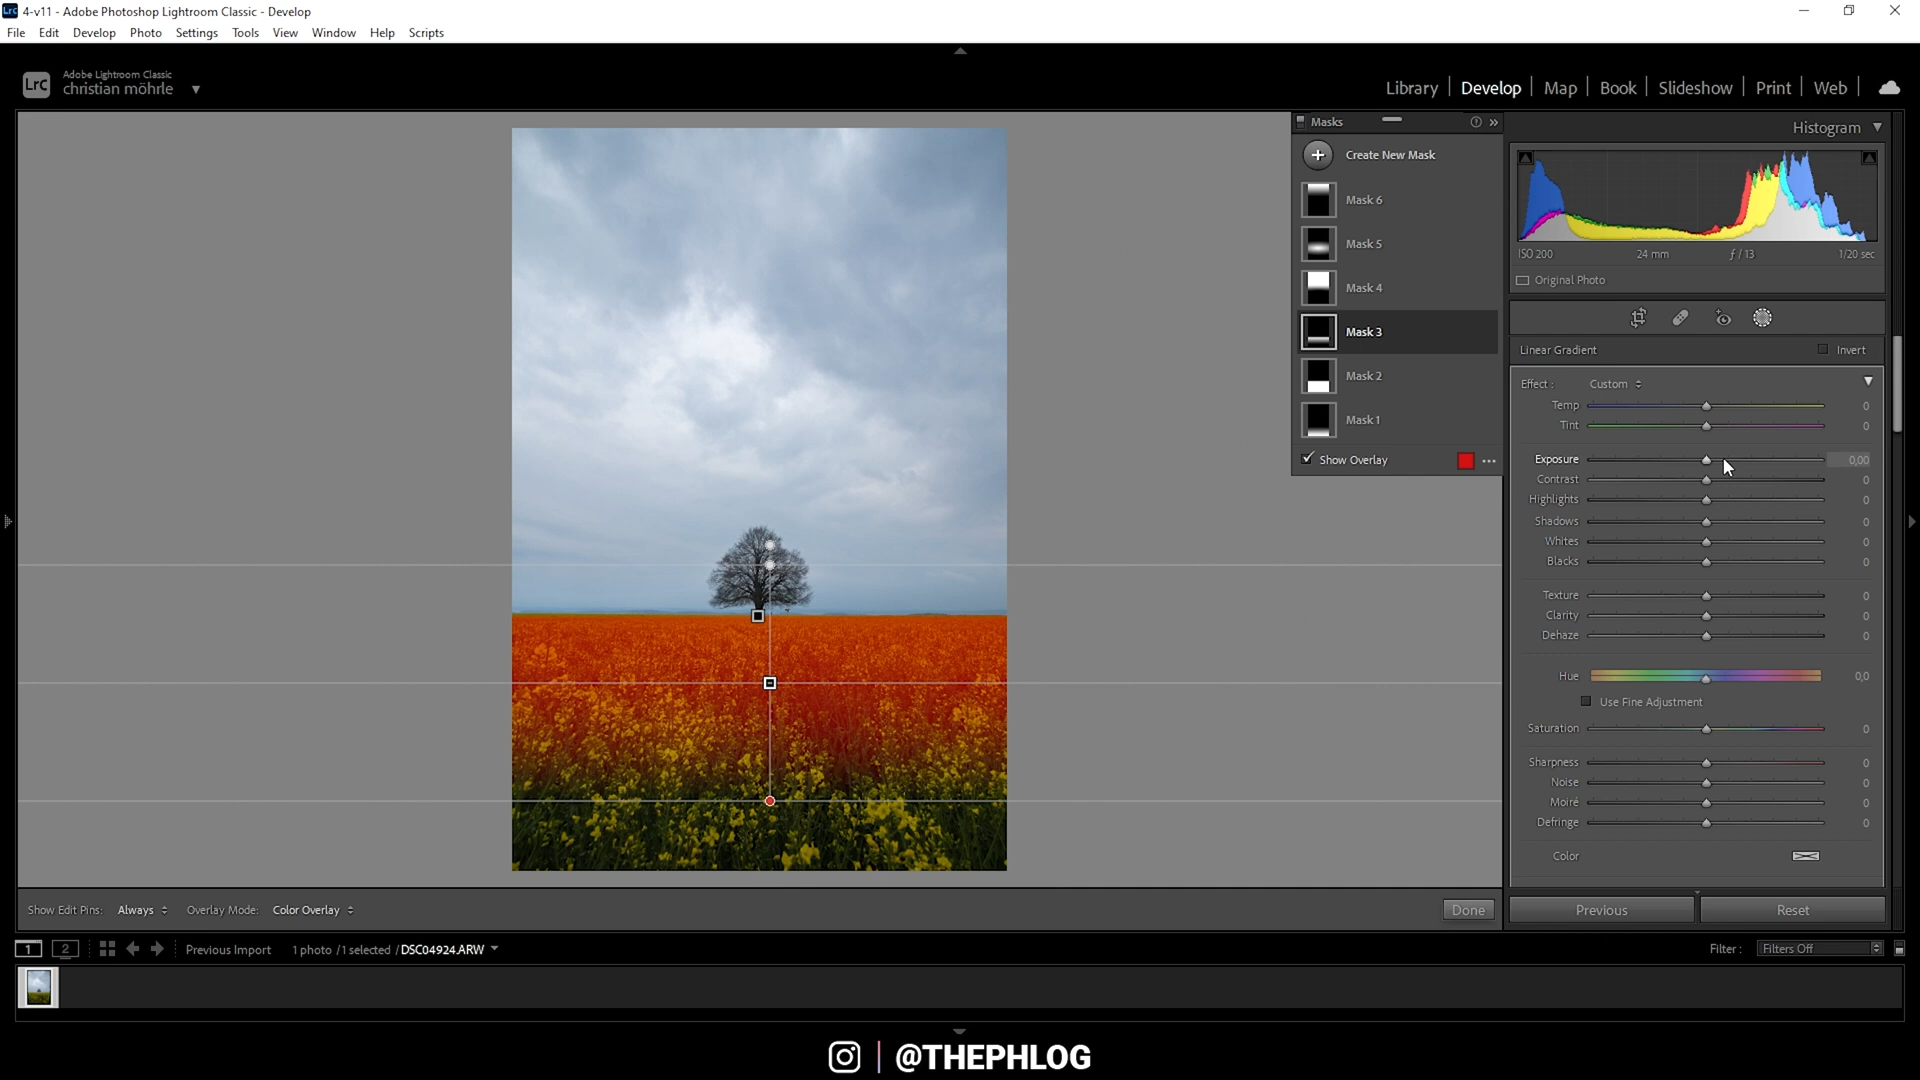 4-v11 - Adobe Photoshop Lightroom Classic - Develop
File Edit Develop Photo Settings Tools View Window Help Scripts
Lrc
Adobe Lightroom Classic
christian möhrle
Library Develop Map Book Slideshow Print Web
Masks
Create New Mask
Mask 6
Mask 5
Mask 4
Mask 3
Mask 2
Mask 1
Show Overlay
Histogram
ISO 200 24 mm ƒ / 13 1/20 sec
Original Photo
Linear Gradient Invert
Effect : Custom
Temp 0
Tint 0
Exposure 0,00
Contrast 0
Highlights 0
Shadows 0
Whites 0
Blacks 0
Texture 0
Clarity 0
Dehaze 0
Hue 0,0
Use Fine Adjustment
Saturation 0
Sharpness 0
Noise 0
Moiré 0
Defringe 0
Color
Show Edit Pins: Always Overlay Mode: Color Overlay Done
Previous Reset
1 2 Previous Import 1 photo / 1 selected / DSC04924.ARW Filter : Filters Off
@THEPHLOG